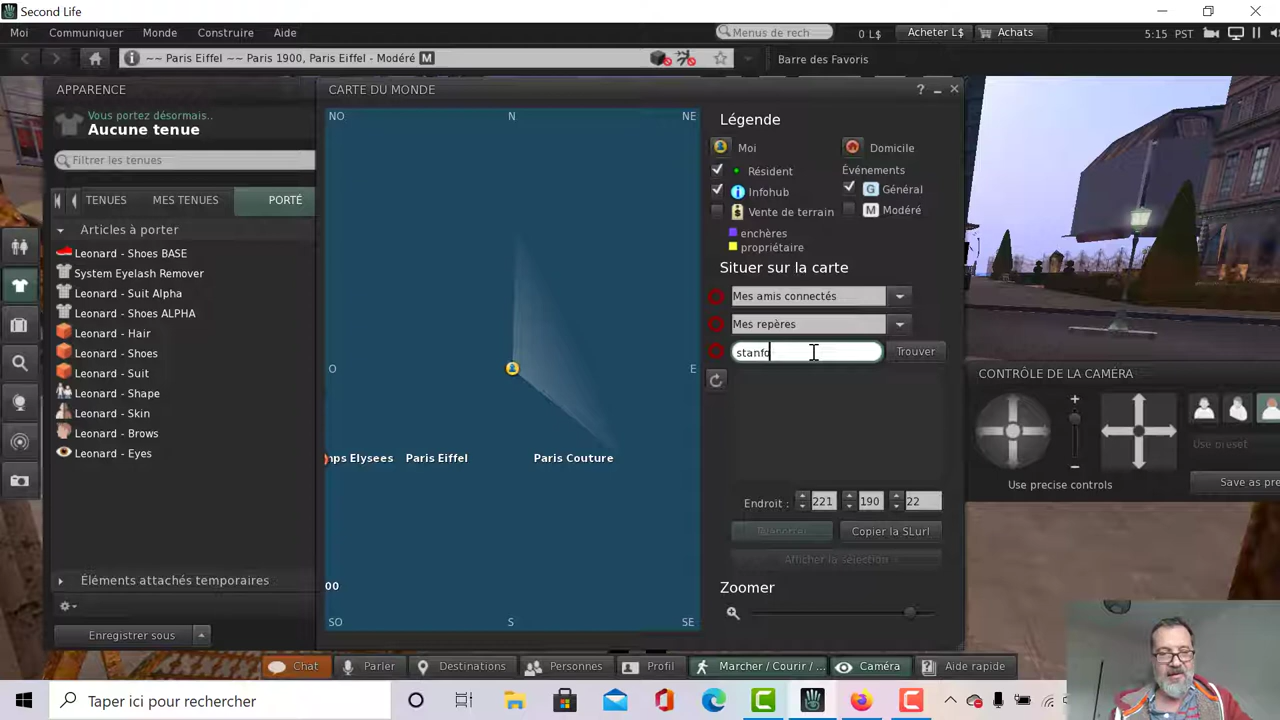 Second Life
Moi Communiquer Monde Construire Aide
Menus de rech 0 L$ Acheter L$ Achats 5:15 PST
~~ Paris Eiffel ~~ Paris 1900, Paris Eiffel - Modéré M
Barre des Favoris
APPARENCE
Vous portez désormais..
Aucune tenue
Filtrer les tenues
TENUES MES TENUES PORTÉ
Articles à porter
Leonard - Shoes BASE
System Eyelash Remover
Leonard - Suit Alpha
Leonard - Shoes ALPHA
Leonard - Hair
Leonard - Shoes
Leonard - Suit
Leonard - Shape
Leonard - Skin
Leonard - Brows
Leonard - Eyes
Éléments attachés temporaires
Enregistrer sous
CARTE DU MONDE
?
NO N NE
O E
mps Elysees Paris Eiffel Paris Couture
00
SO S SE
Légende
Moi Domicile
Résident Événements
Infohub G Général
Vente de terrain M Modéré
enchères
propriétaire
Situer sur la carte
Mes amis connectés
Mes repères
stanfo Trouver
Endroit : 221 190 22
Copier la SLurl
Afficher la sélection
Zoomer
CONTRÔLE DE LA CAMÉRA
Use preset
Use precise controls Save as pre
Chat Parler Destinations Personnes Profil Marcher / Courir / ... Caméra Aide rapide
Taper ici pour rechercher